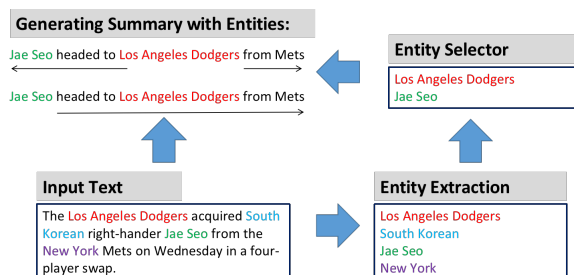 Generating Summary with Entities:
Jae Seo headed to Los Angeles Dodgers from Mets
Jae Seo headed to Los Angeles Dodgers from Mets
Entity Selector
Los Angeles Dodgers
Jae Seo
Input Text
The Los Angeles Dodgers acquired South
Korean right-hander Jae Seo from the
New York Mets on Wednesday in a four-
player swap.
Entity Extraction
Los Angeles Dodgers
South Korean
Jae Seo
New York